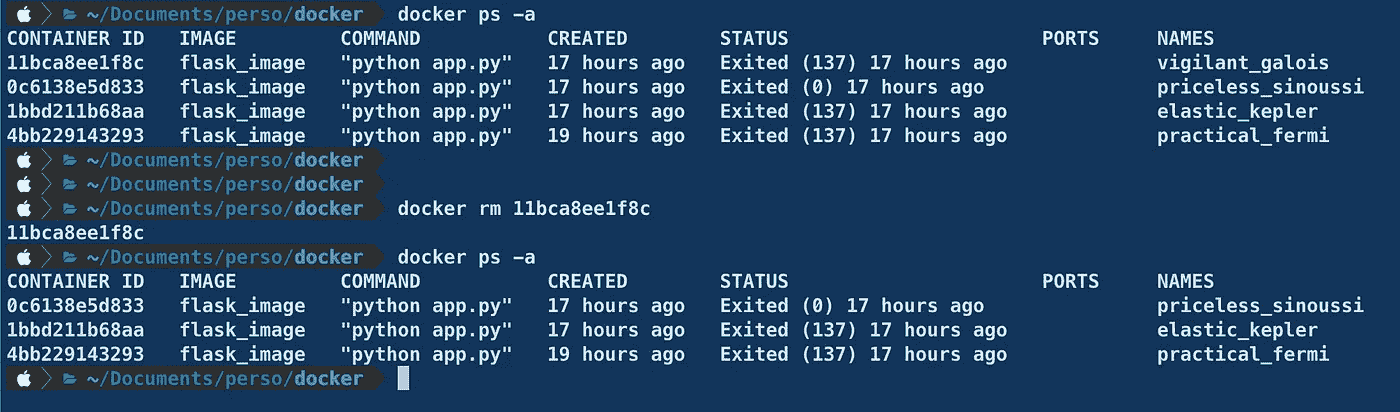 ~/Documents/perso/docker docker ps -a
CONTAINER ID IMAGE COMMAND CREATED STATUS PORTS NAMES
11bca8ee1f8c flask_image "python app.py" 17 hours ago Exited (137) 17 hours ago vigilant_galois
0c6138e5d833 flask_image "python app.py" 17 hours ago Exited (0) 17 hours ago priceless_sinoussi
1bbd211b68aa flask_image "python app.py" 17 hours ago Exited (137) 17 hours ago elastic_kepler
4bb229143293 flask_image "python app.py" 19 hours ago Exited (137) 17 hours ago practical_fermi
~/Documents/perso/docker
~/Documents/perso/docker
~/Documents/perso/docker docker rm 11bca8ee1f8c
11bca8ee1f8c
~/Documents/perso/docker docker ps -a
CONTAINER ID IMAGE COMMAND CREATED STATUS PORTS NAMES
0c6138e5d833 flask_image "python app.py" 17 hours ago Exited (0) 17 hours ago priceless_sinoussi
1bbd211b68aa flask_image "python app.py" 17 hours ago Exited (137) 17 hours ago elastic_kepler
4bb229143293 flask_image "python app.py" 19 hours ago Exited (137) 17 hours ago practical_fermi
~/Documents/perso/docker